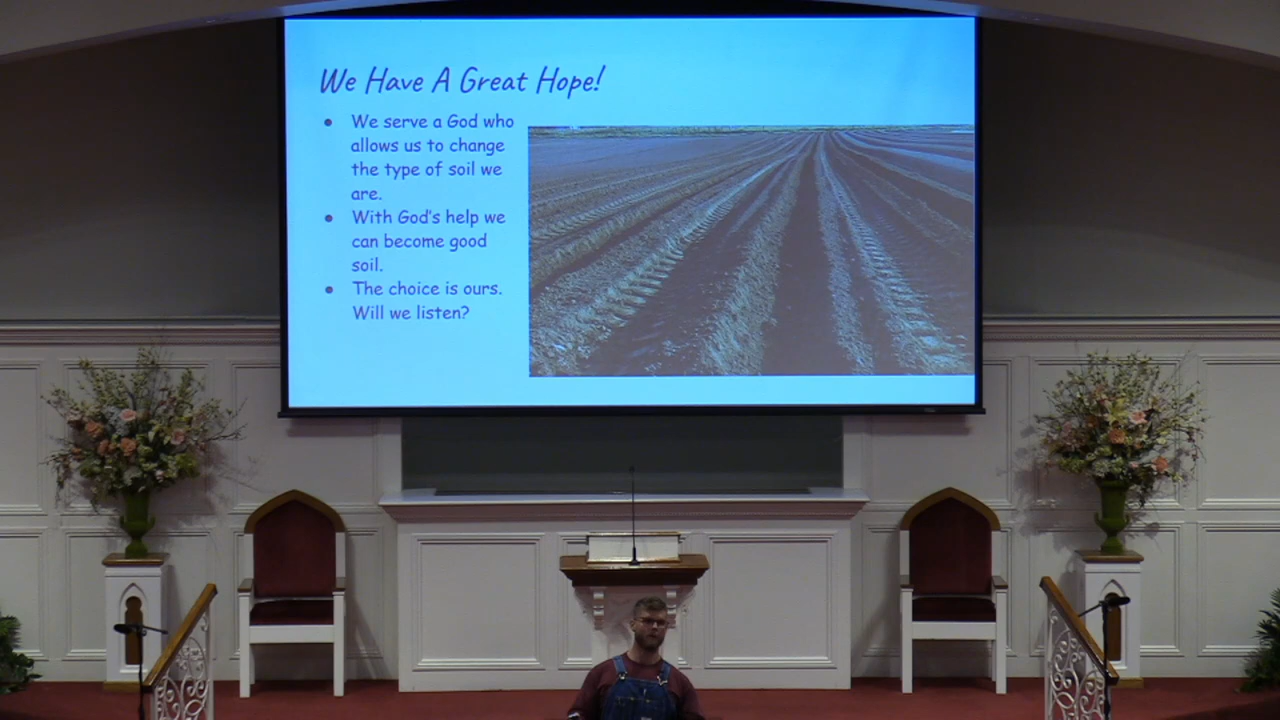 We Have A Great Hope!
• We serve a God who
allows us to change
the type of soil we
are.
• With God's help we
can become good
soil.
• The choice is ours.
Will we listen?